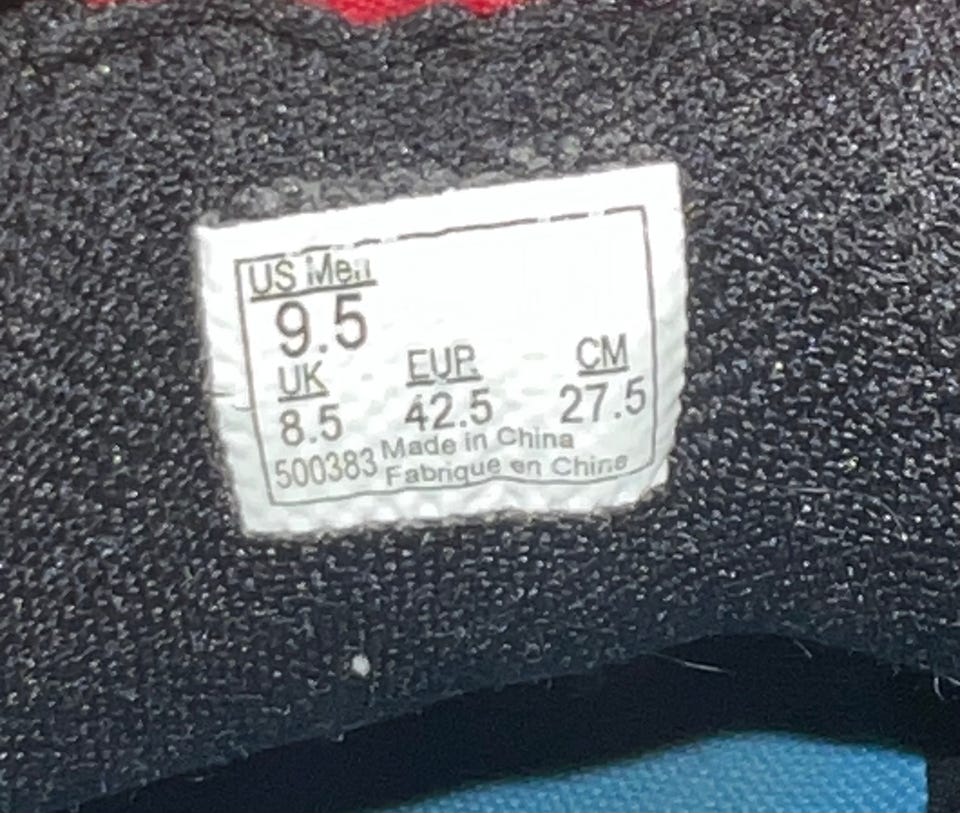 US Men
9.5
UK EUP. CM
8.5 42.5 27.5
500383 Made in China
Fabrique en Chine